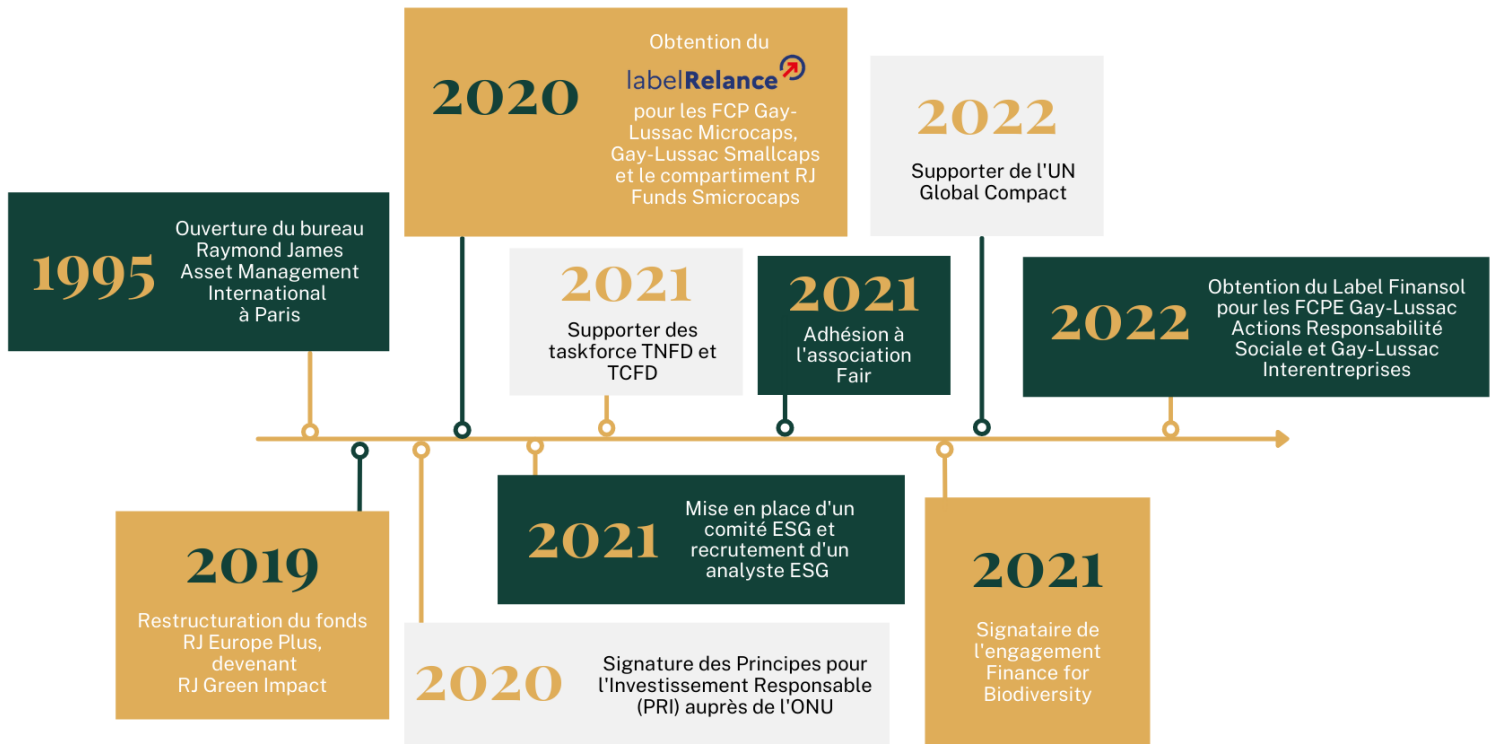 1995
Ouverture du bureau
Raymond James
Asset Management
International
à Paris
2019
Restructuration du fonds
RJ Europe Plus,
devenant
RJ Green Impact
2020
Signature des Principes pour
l'Investissement Responsable
(PRI) auprès de l'ONU
2020
Obtention du
labelRelance
pour les FCP Gay-
Lussac Microcaps,
Gay-Lussac Smallcaps
et le compartiment RJ
Funds Smicrocaps
2021
Mise en place d'un
comité ESG et
recrutement d'un
analyste ESG
2021
Supporter des
taskforce TNFD et
TCFD
2021
Adhésion à
l'association
Fair
2021
Signataire de
l'engagement
Finance for
Biodiversity
2022
Supporter de l'UN
Global Compact
2022
Obtention du Label Finansol
pour les FCPE Gay-Lussac
Actions Responsabilité
Sociale et Gay-Lussac
Interentreprises